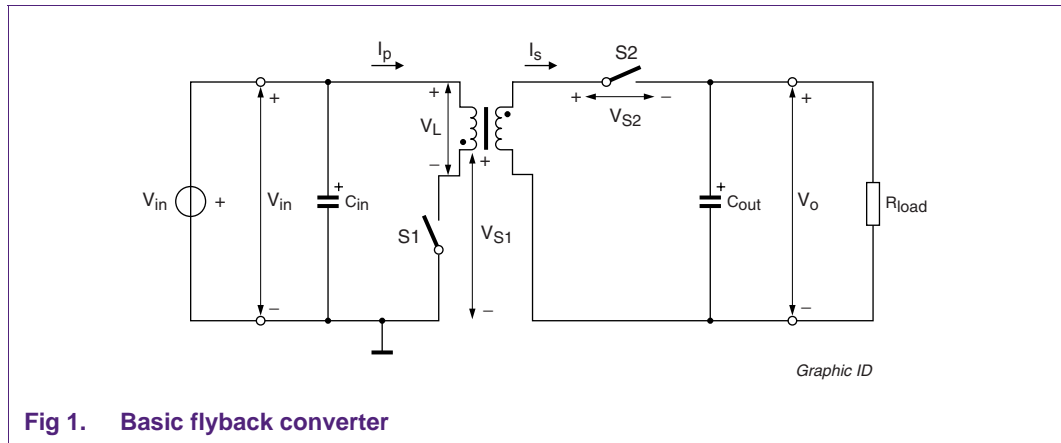 Ip
Is
S2
+
+
+
−
VS2
+
VL
−
+
Vin
+
Vin
+
Cin
S1
VS1
+
Cout
Vo
Rload
−
−
−
Graphic ID
Fig 1. Basic flyback converter